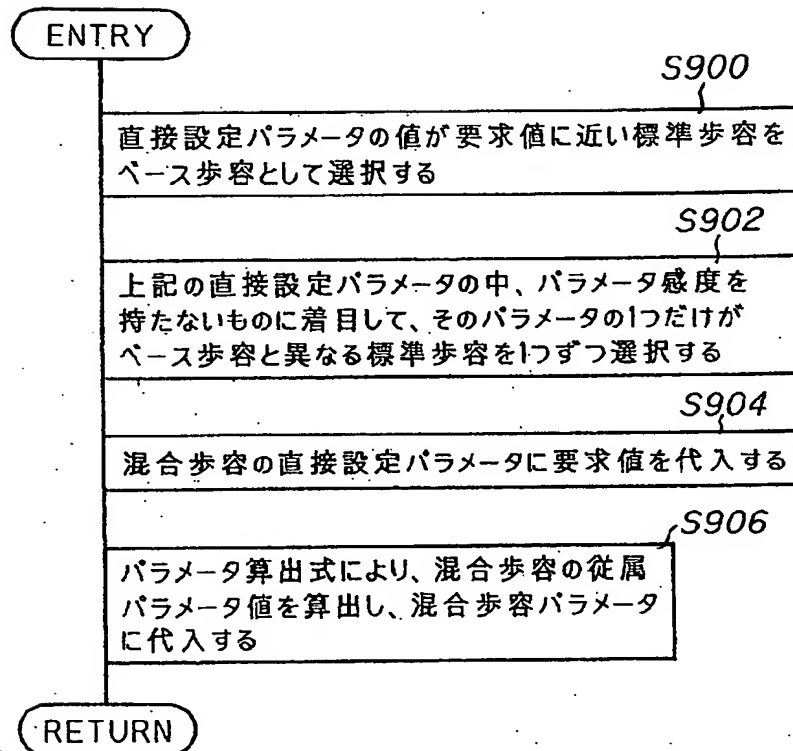 ENTRY
S900
直接設定パラメータの値が要求値に近い標準歩容を
ベース歩容として選択する
S902
上記の直接設定パラメータの中、パラメータ感度を
持たないものに着目して、そのパラメータの1つだけが
ベース歩容と異なる標準歩容を1つずつ選択する
S904
混合歩容の直接設定パラメータに要求値を代入する
S906
パラメータ算出式により、混合歩容の従属
パラメータ値を算出し、混合歩容パラメータ
に代入する
RETURN